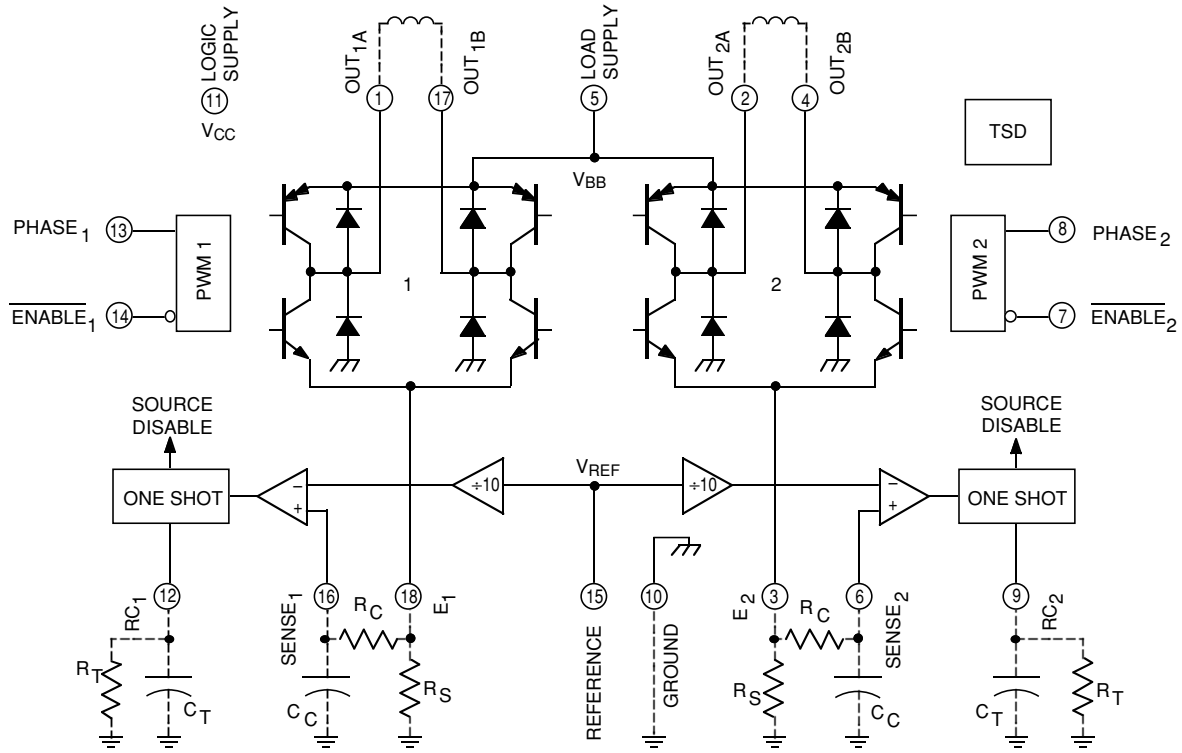 LOGIC
SUPPLY
11
VCC
OUT1A
OUT1B
1
17
LOAD
SUPPLY
5
VBB
OUT2A
OUT2B
2
4
TSD
PHASE1
13
ENABLE1
14
PWM 1
1
2
PWM 2
8
PHASE2
7
ENABLE2
SOURCE
DISABLE
ONE SHOT
−
+
÷10
VREF
÷10
−
+
SOURCE
DISABLE
ONE SHOT
12
RC1
16
SENSE1
18
E1
15
REFERENCE
10
GROUND
3
E2
6
SENSE2
9
RC2
RT
CT
RC
CC
RS
RC
RS
CC
CT
RT